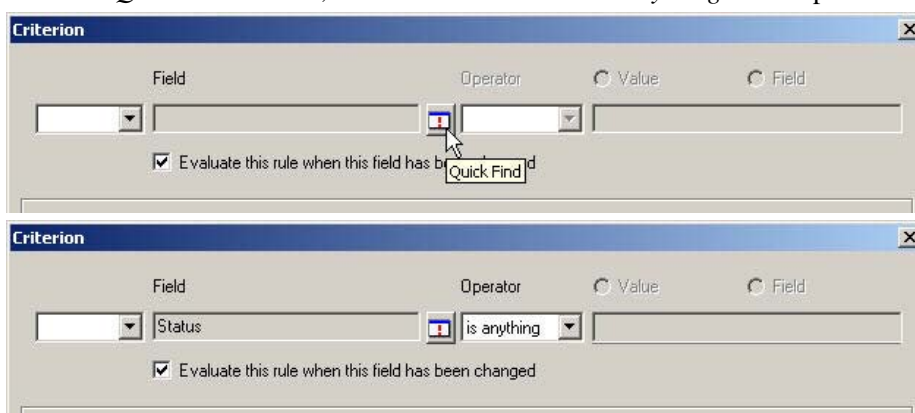 Criterion
Field Operator Value Field
Evaluate this rule when this field has d
Quick Find
Criterion
Field Operator Value Field
Status is anything
Evaluate this rule when this field has been changed